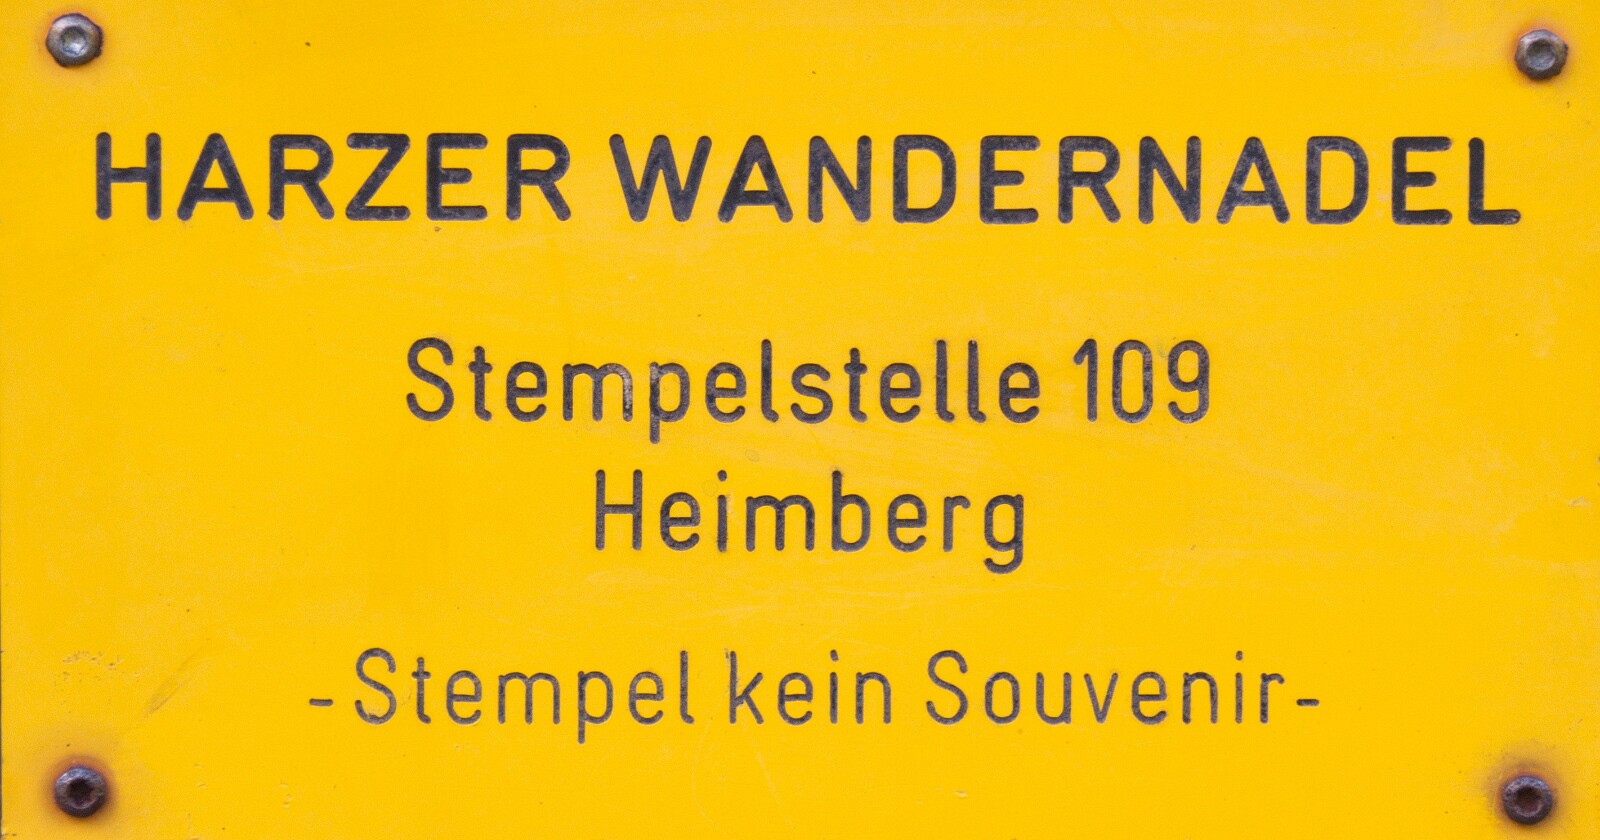 HARZER WANDERNADEL
Stempelstelle 109
Heimberg
-Stempel kein Souvenir-